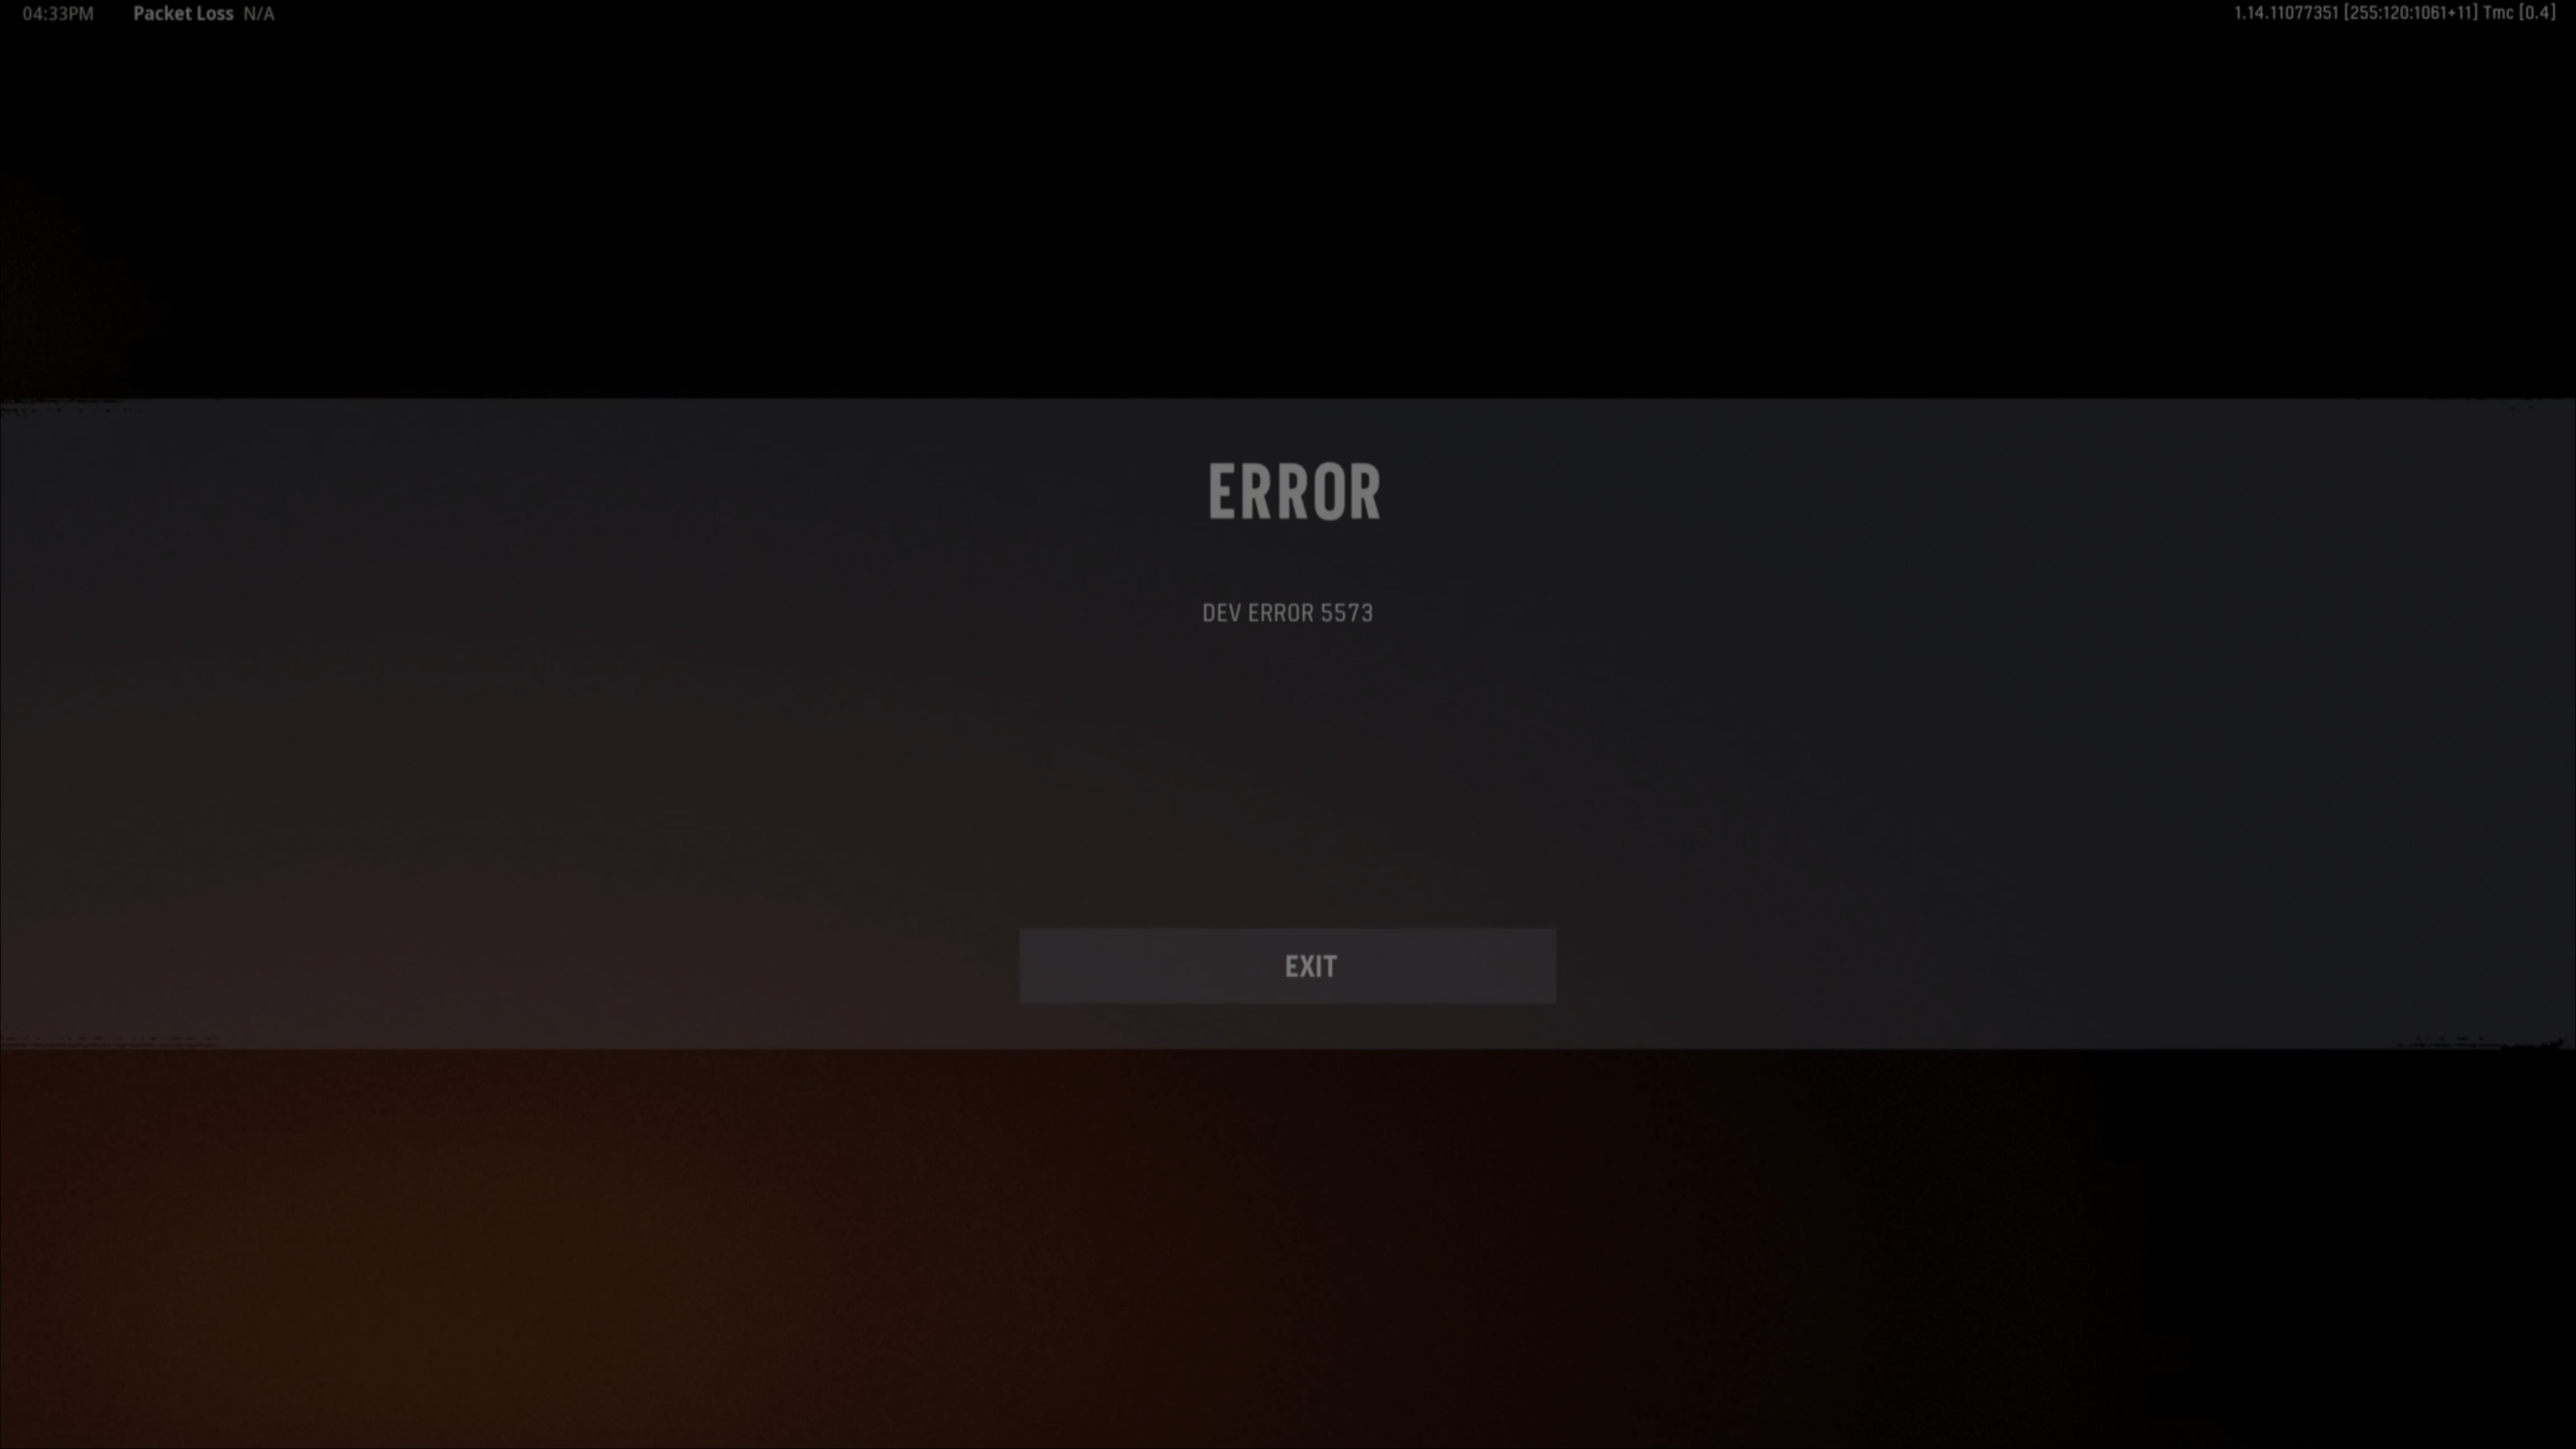 04:33PM Packet Loss N/A
1.14.11077351 [255:120:1061+11] Tmc [0.4]
ERROR
DEV ERROR 5573
EXIT